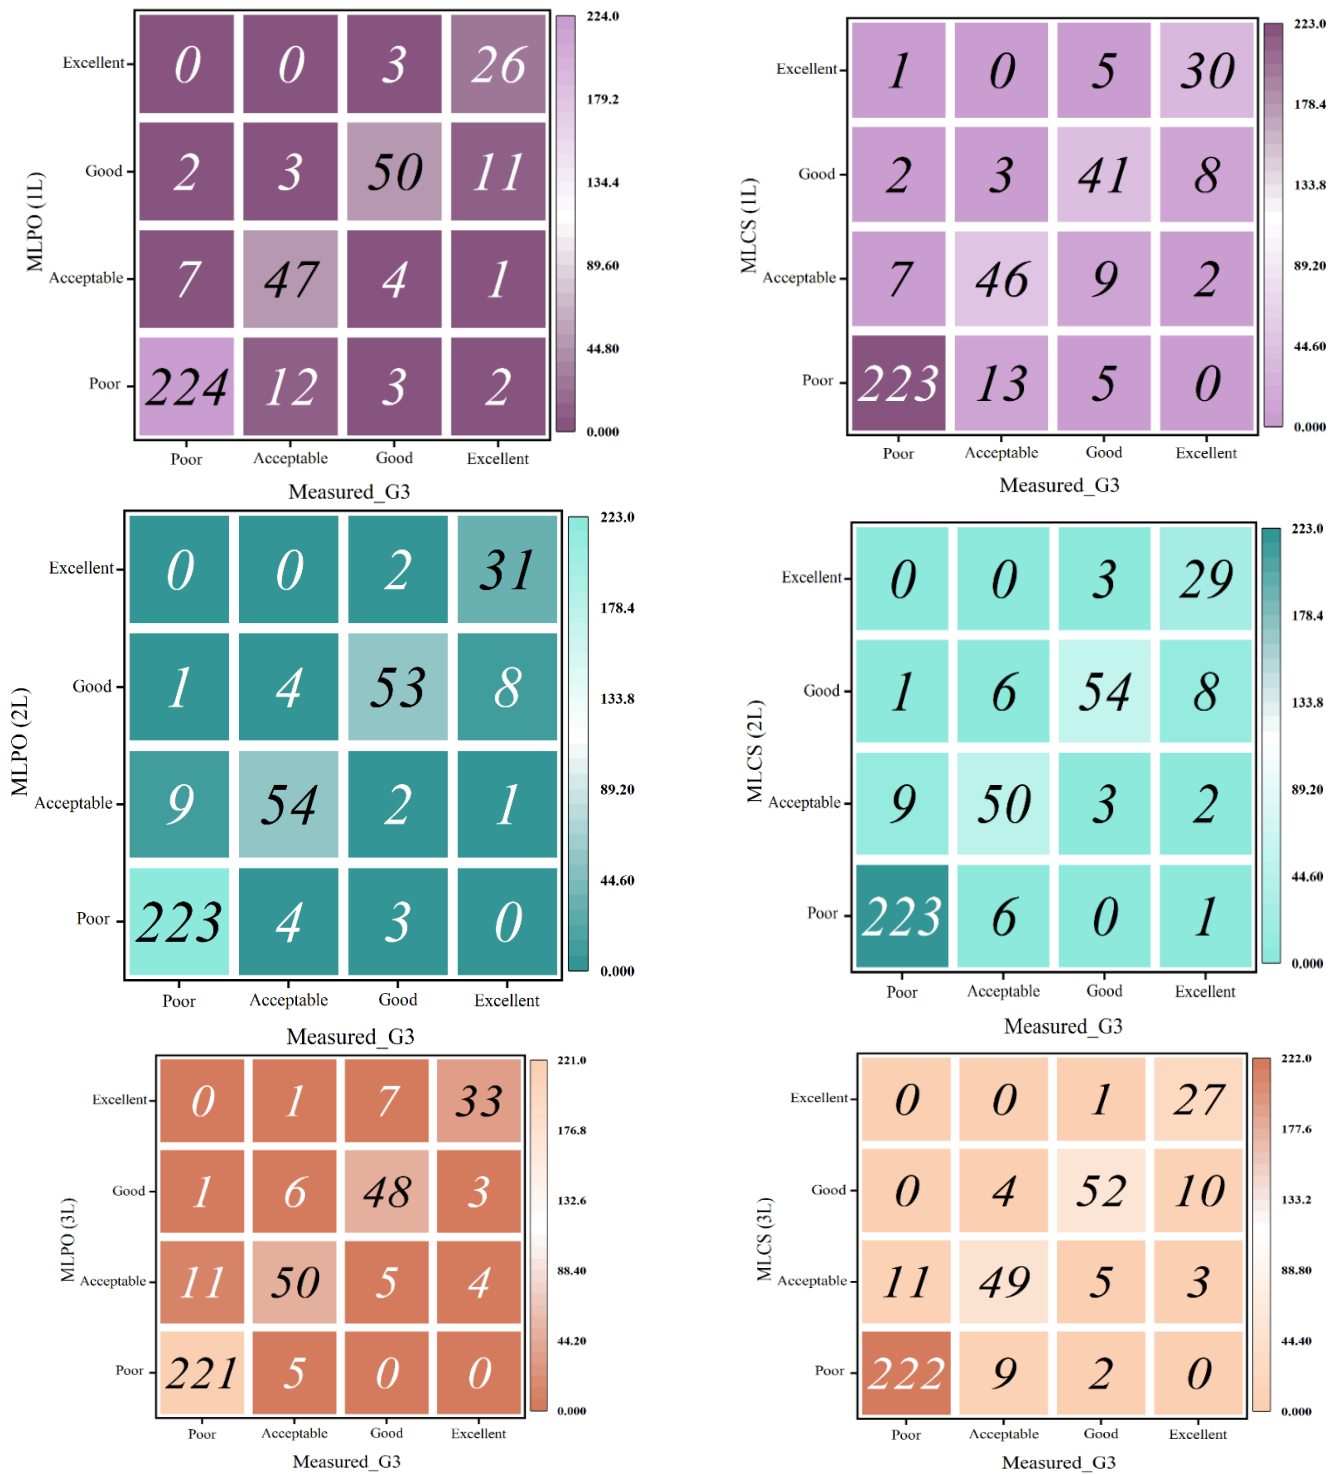 MLPO (1L)
Excellent 0 0 3 26
Good 2 3 50 11
Acceptable 7 47 4 1
Poor 224 12 3 2
Poor Acceptable Good Excellent
Measured_G3
224.0
179.2
134.4
89.60
44.80
0.000
MLCS (1L)
Excellent 1 0 5 30
Good 2 3 41 8
Acceptable 7 46 9 2
Poor 223 13 5 0
Poor Acceptable Good Excellent
Measured_G3
223.0
178.4
133.8
89.20
44.60
0.000
MLPO (2L)
Excellent 0 0 2 31
Good 1 4 53 8
Acceptable 9 54 2 1
Poor 223 4 3 0
Poor Acceptable Good Excellent
Measured_G3
223.0
178.4
133.8
89.20
44.60
0.000
MLCS (2L)
Excellent 0 0 3 29
Good 1 6 54 8
Acceptable 9 50 3 2
Poor 223 6 0 1
Poor Acceptable Good Excellent
Measured_G3
223.0
178.4
133.8
89.20
44.60
0.000
MLPO (3L)
Excellent 0 1 7 33
Good 1 6 48 3
Acceptable 11 50 5 4
Poor 221 5 0 0
Poor Acceptable Good Excellent
Measured_G3
221.0
176.8
132.6
88.40
44.20
0.000
MLCS (3L)
Excellent 0 0 1 27
Good 0 4 52 10
Acceptable 11 49 5 3
Poor 222 9 2 0
Poor Acceptable Good Excellent
Measured_G3
222.0
177.6
133.2
88.80
44.40
0.000